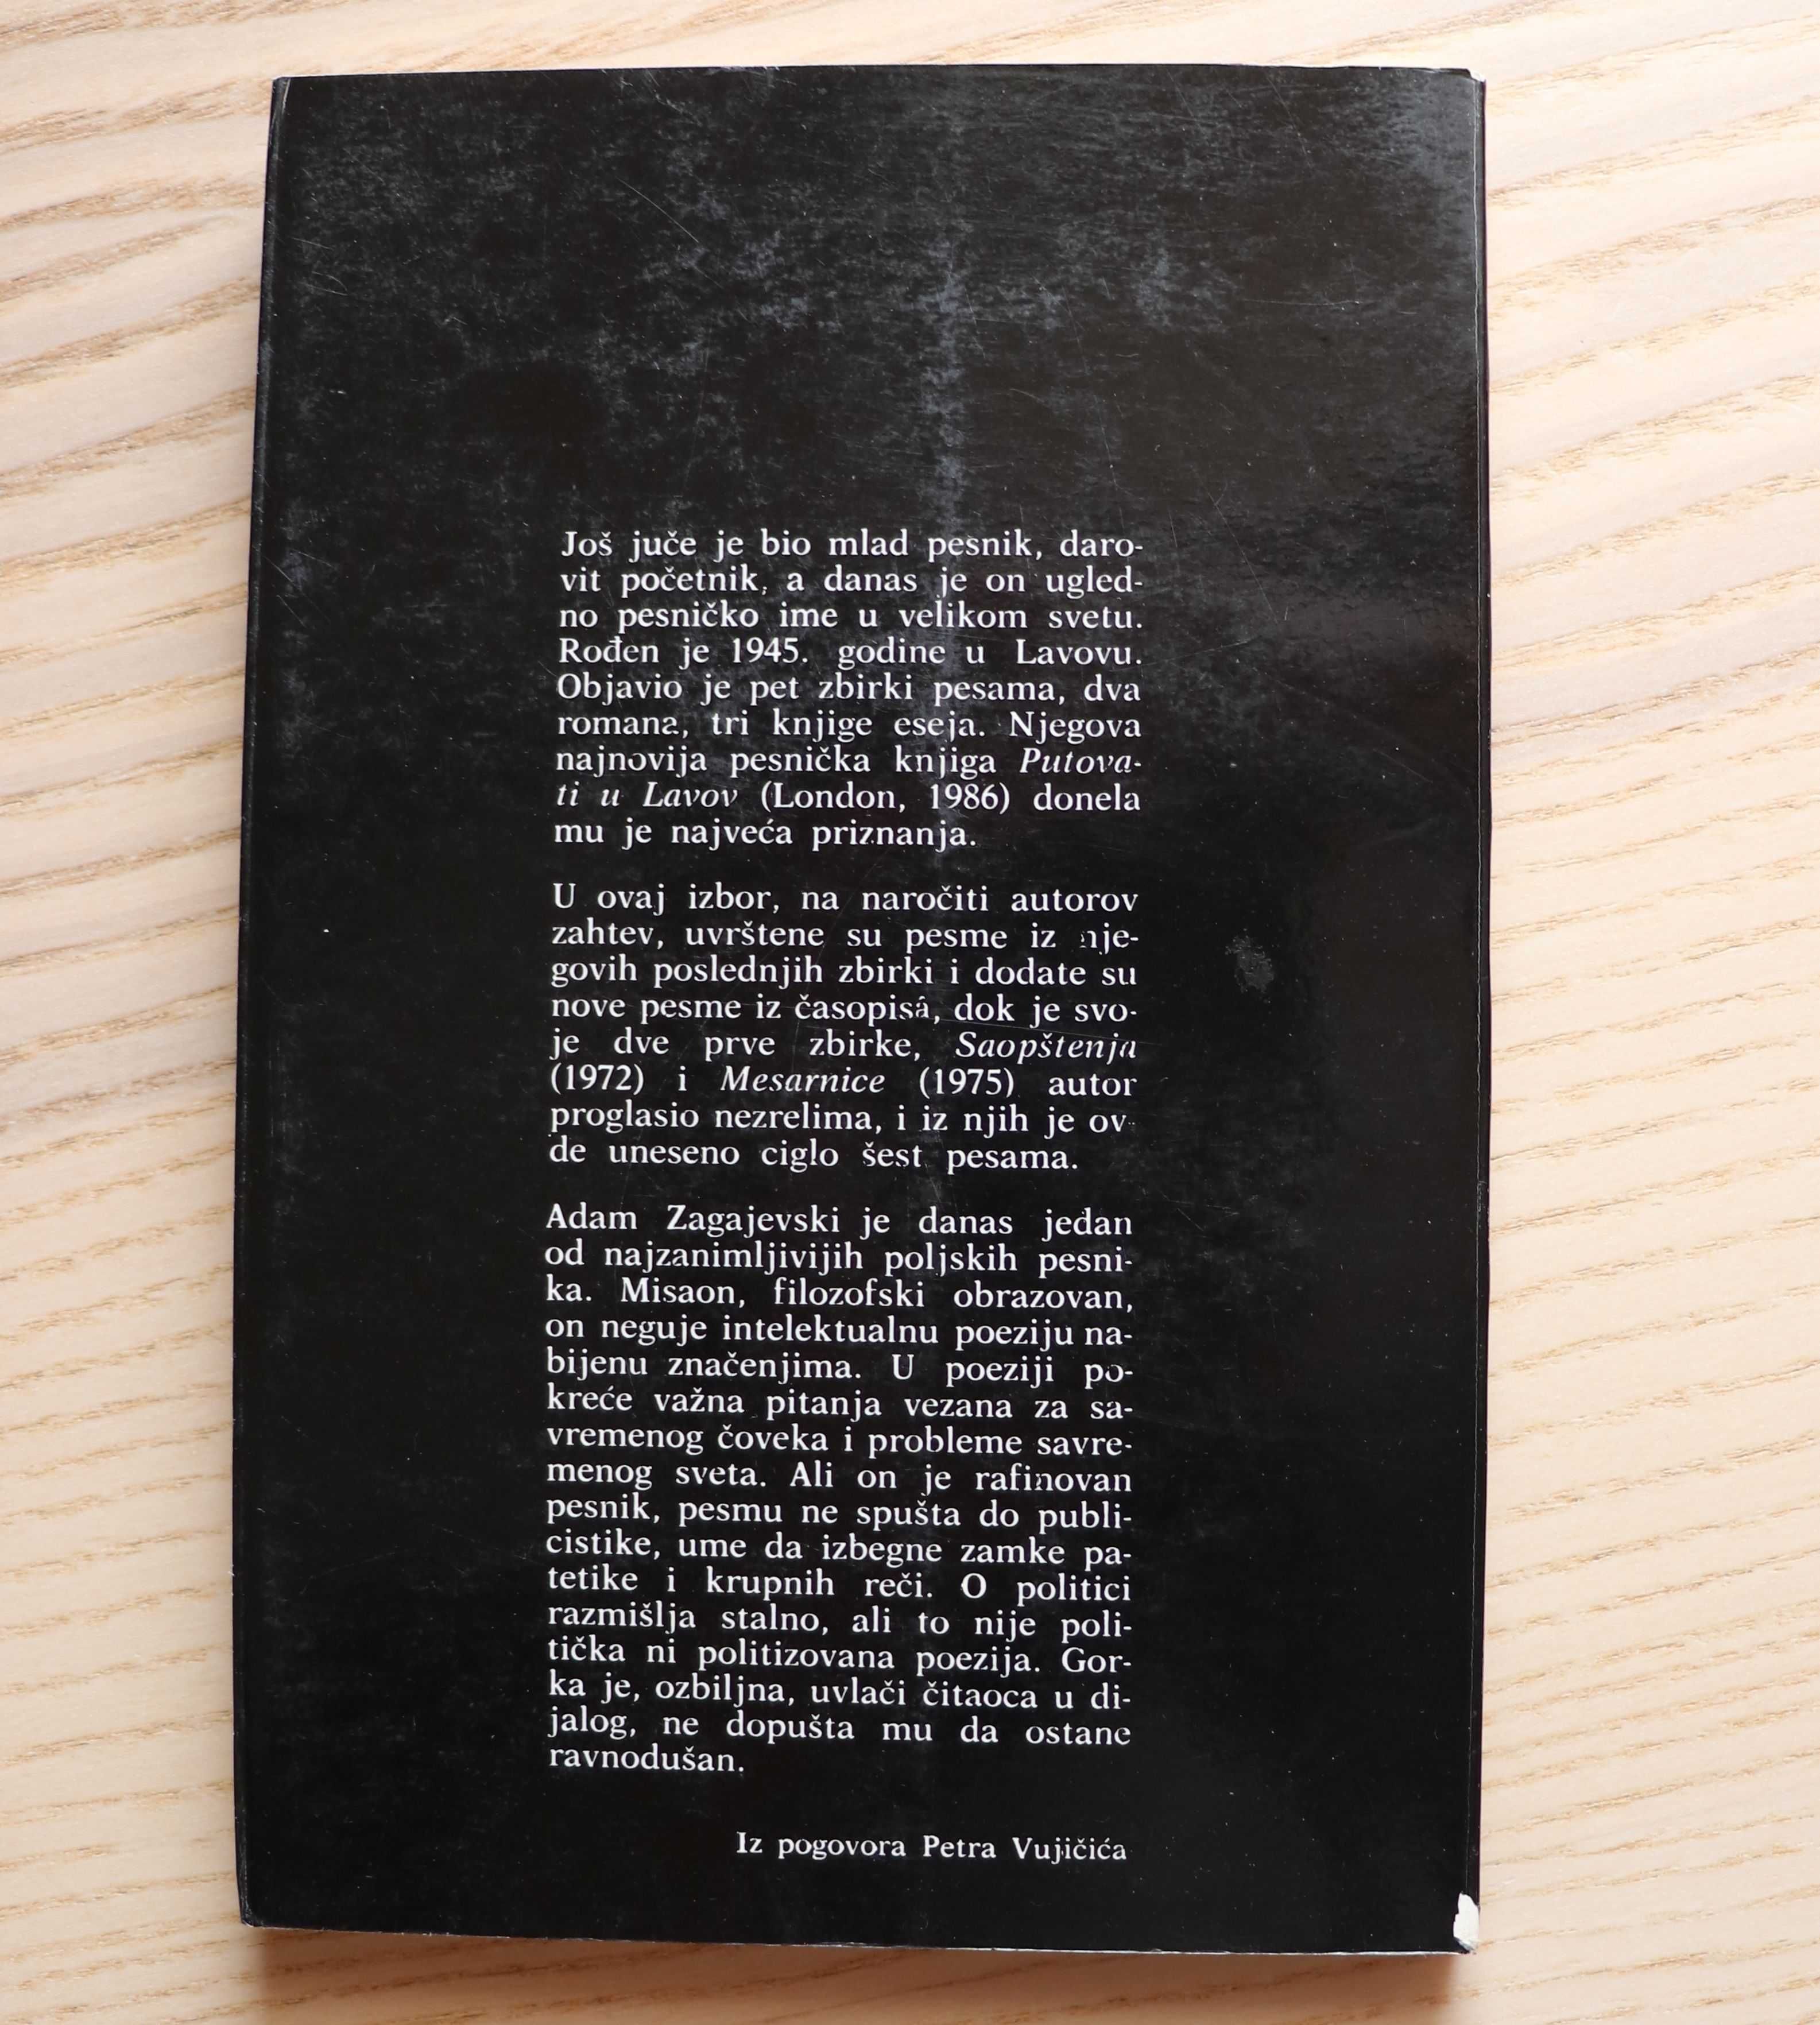 Još juče je bio mlad pesnik, daro-
vit početnik, a danas je on ugled-
no pesničko ime u velikom svetu.
Rođen je 1945. godine u Lavovu.
Objavio je pet zbirki pesama, dva
romana, tri knjige eseja. Njegova
najnovija pesnička knjiga Putova-
ti u Lavov (London, 1986) donela
mu je najveća priznanja.
U ovaj izbor, na naročiti autorov
zahtev, uvrštene su pesme iz nje-
govih poslednjih zbirki i dodate su
nove pesme iz časopisâ, dok je svo-
je dve prve zbirke, Saopštenja
(1972) i Mesarnice (1975) autor
proglasio nezrelima, i iz njih je ov-
de uneseno ciglo šest pesama.
Adam Zagajevski je danas jedan
od najzanimljivijih poljskih pesni-
ka. Misaon, filozofski obrazovan,
on neguje intelektualnu poeziju na-
bijenu značenjima. U poeziji po-
kreće važna pitanja vezana za sa-
vremenog čoveka i probleme savre-
menog sveta. Ali on je rafinovan
pesnik, pesmu ne spušta do publi-
cistike, ume da izbegne zamke pa-
tetike i krupnih reči. O politici
razmišlja stalno, ali to nije poli-
tička ni politizovana poezija. Gor-
ka je, ozbiljna, uvlači čitaoca u di-
jalog, ne dopušta mu da ostane
ravnodušan.
Iz pogovora Petra Vujičića